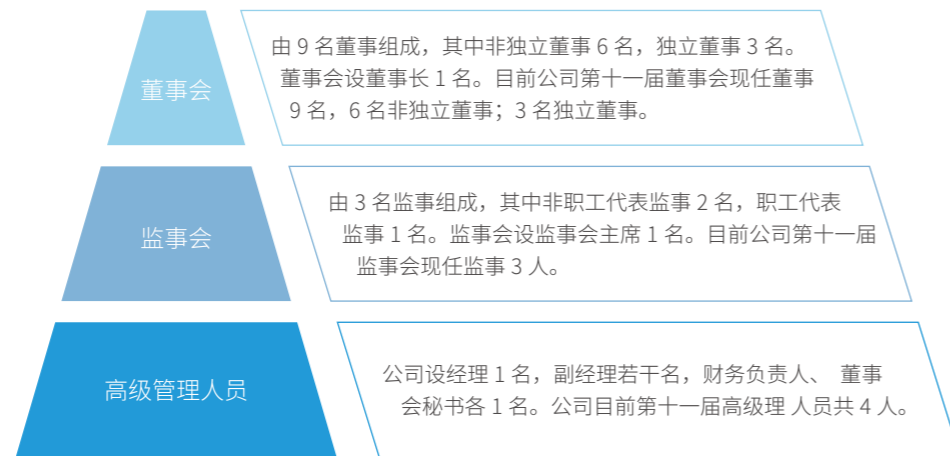 董事会
由 9 名董事组成，其中非独立董事 6 名，独立董事 3 名。
董事会设董事长 1 名。目前公司第十一届董事会现任董事
9 名，6 名非独立董事；3 名独立董事。
监事会
由 3 名监事组成，其中非职工代表监事 2 名，职工代表
监事 1 名。监事会设监事会主席 1 名。目前公司第十一届
监事会现任监事 3 人。
高级管理人员
公司设经理 1 名，副经理若干名，财务负责人、 董事
会秘书各 1 名。公司目前第十一届高级理 人员共 4 人。